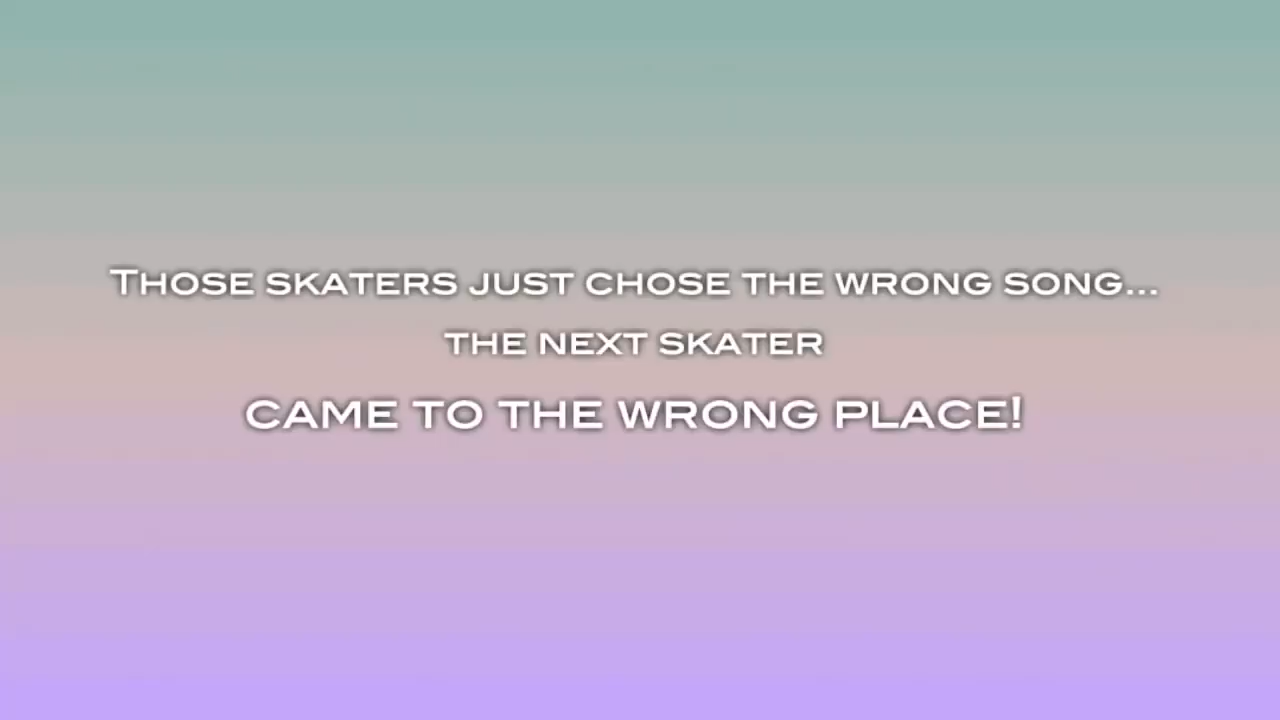 Those skaters just chose the wrong song...
the next skater
came to the wrong place!